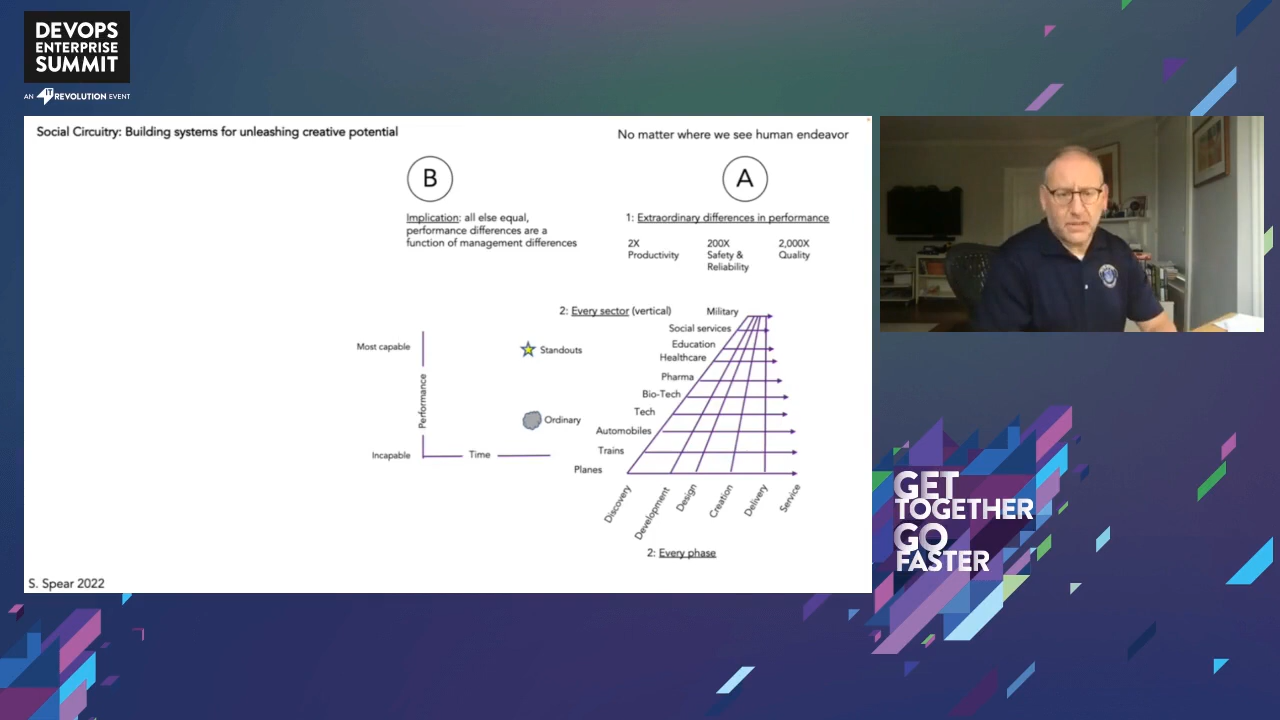 DEVOPS
ENTERPRISE
SUMMIT
AN IT REVOLUTION EVENT
Social Circuitry: Building systems for unleashing creative potential
No matter where we see human endeavor
B
A
Implication: all else equal,
performance differences are a
function of management differences
1: Extraordinary differences in performance
2X
Productivity
200X
Safety &
Reliability
2,000X
Quality
2: Every sector (vertical)
Military
Social services
Education
Healthcare
Pharma
Bio-Tech
Tech
Automobiles
Trains
Planes
Most capable
Performance
Incapable
Time
Standouts
Ordinary
Discovery
Development
Design
Creation
Delivery
Service
2: Every phase
S. Spear 2022
GET
TOGETHER
GO
FASTER